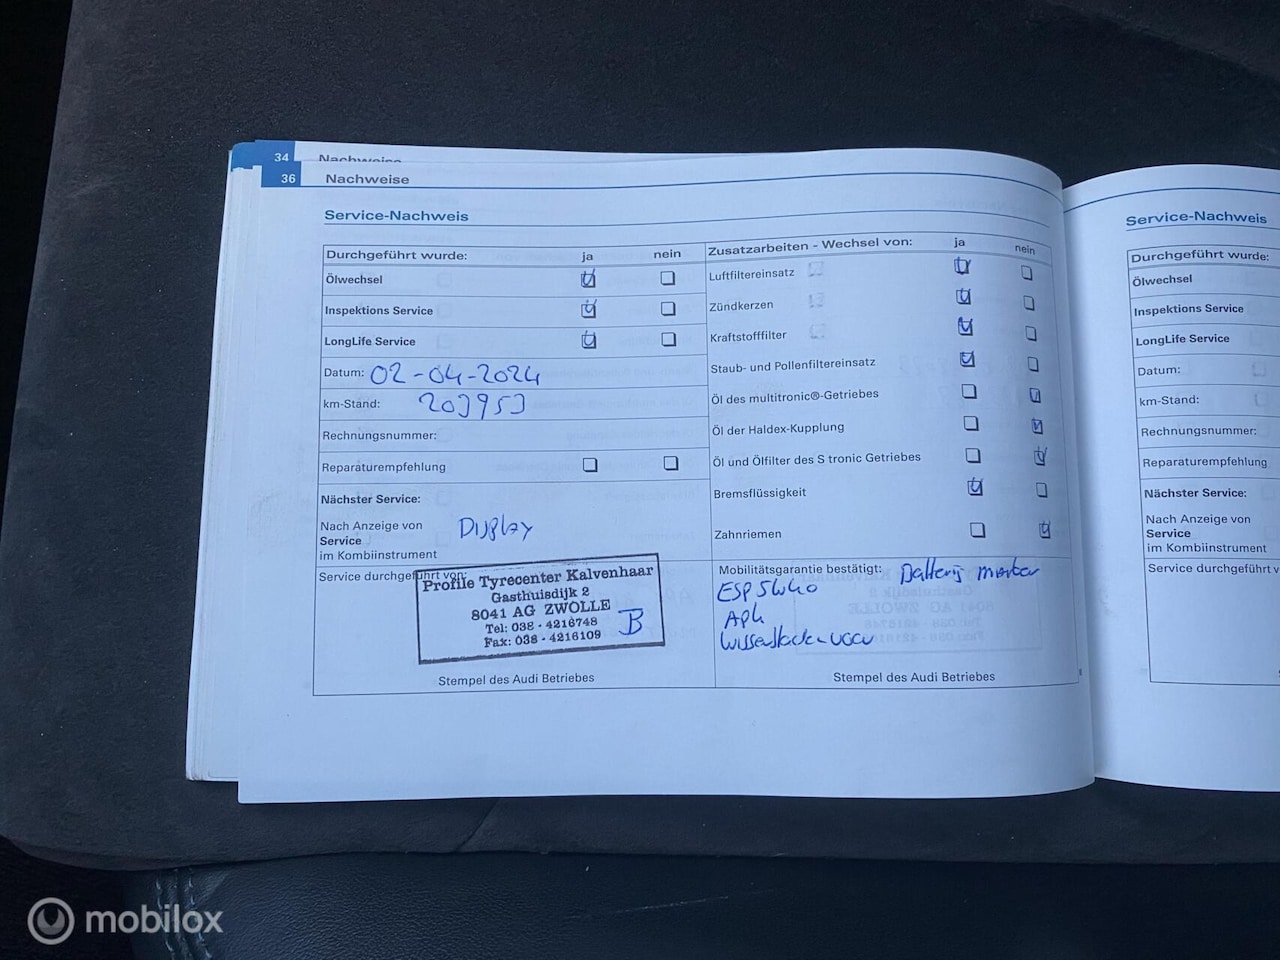 34 Nachweise
36 Nachweise
Service-Nachweis
Durchgeführt wurde: ja nein
Ölwechsel
Inspektions Service
LongLife Service
Datum: 02-04-2024
km-Stand: 203953
Rechnungsnummer:
Reparaturempfehlung
Nächster Service:
Nach Anzeige von
Service
im Kombiinstrument
Display
Service durchgeführt von:
Profile Tyrecenter Kalvenhaar
Gasthuisdijk 2
8041 AG ZWOLLE
Tel: 038 - 4216748
Fax: 038 - 4216109
B
Stempel des Audi Betriebes
Zusatzarbeiten - Wechsel von: ja nein
Luftfiltereinsatz
Zündkerzen
Kraftstofffilter
Staub- und Pollenfiltereinsatz
Öl des multitronic®-Getriebes
Öl der Haldex-Kupplung
Öl und Ölfilter des S tronic Getriebes
Bremsflüssigkeit
Zahnriemen
Mobilitätsgarantie bestätigt:
APK
Stempel des Audi Betriebes
Service-Nachweis
Durchgeführt wurde:
Ölwechsel
Inspektions Service
LongLife Service
Datum:
km-Stand:
Rechnungsnummer:
Reparaturempfehlung
Nächster Service:
Nach Anzeige von
Service
im Kombiinstrument
Service durchgeführt v
mobilox